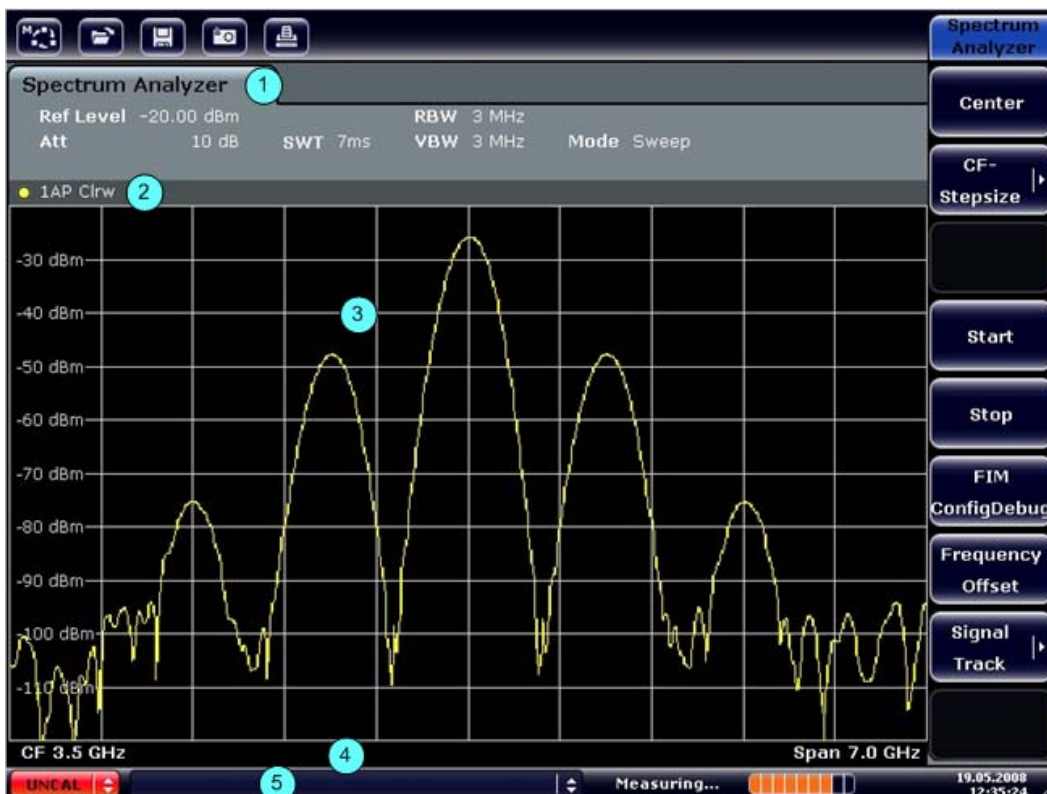 Spectrum
Analyzer
Spectrum Analyzer 1
Ref Level -20.00 dBm RBW 3 MHz
Att 10 dB SWT 7ms VBW 3 MHz Mode Sweep
1AP Clrw 2
-30 dBm
-40 dBm
3
-50 dBm
-60 dBm
-70 dBm
-80 dBm
-90 dBm
-100 dBm
-110 dBm
CF 3.5 GHz 4 Span 7.0 GHz
UNCAL 5 Measuring... 19.05.2008
12:35:24
Center
CF-
Stepsize
Start
Stop
FIM
ConfigDebug
Frequency
Offset
Signal
Track